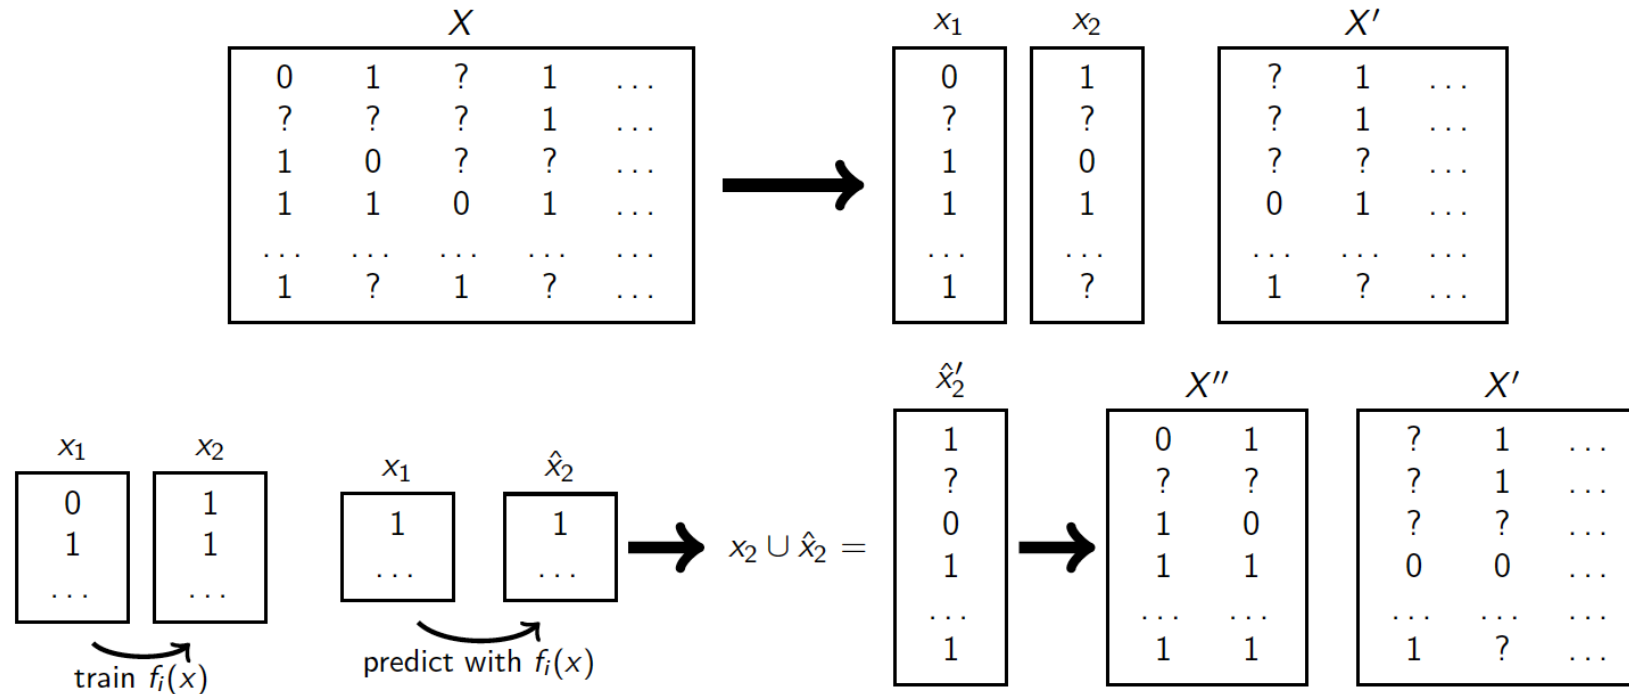 X
0 1 ? 1 ...
? ? ? 1 ...
1 0 ? ? ...
1 1 0 1 ...
... ... ... ... ...
1 ? 1 ? ...
x₁
0
?
1
1
...
1
x₂
1
?
0
1
...
?
X′
? 1 ...
? 1 ...
? ? ...
0 1 ...
... ... ...
1 ? ...
x₁
0
1
...
x₂
1
1
...
train fᵢ(x)
x₁
1
...
x̂₂
1
...
predict with fᵢ(x)
x₂ ∪ x̂₂ =
x̂′₂
1
?
0
1
...
1
X″
0 1
? ?
1 0
1 1
... ...
1 1
X′
? 1 ...
? 1 ...
? ? ...
0 0 ...
... ... ...
1 ? ...